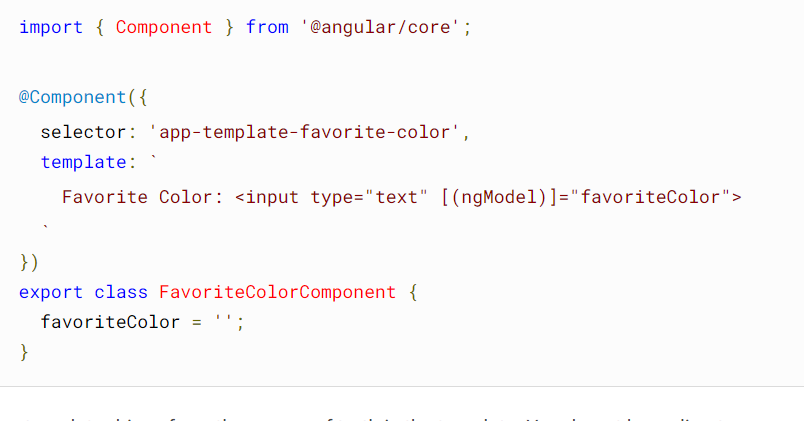 import { Component } from '@angular/core';
@Component({
selector: 'app-template-favorite-color',
template: `
Favorite Color: <input type="text" [(ngModel)]="favoriteColor">
`
})
export class FavoriteColorComponent {
favoriteColor = '';
}